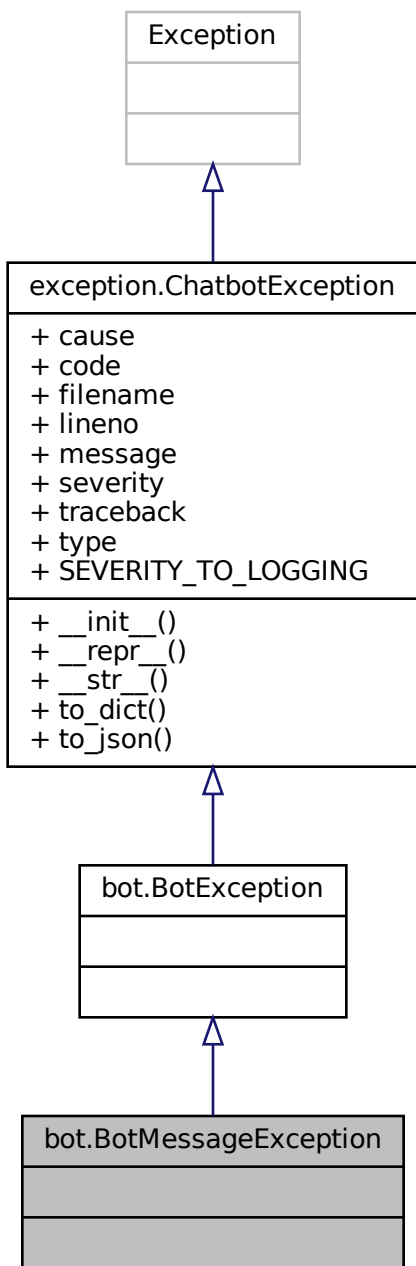 Exception
exception.ChatbotException
+ cause
+ code
+ filename
+ lineno
+ message
+ severity
+ traceback
+ type
+ SEVERITY_TO_LOGGING
+ __init__()
+ __repr__()
+ __str__()
+ to_dict()
+ to_json()
bot.BotException
bot.BotMessageException